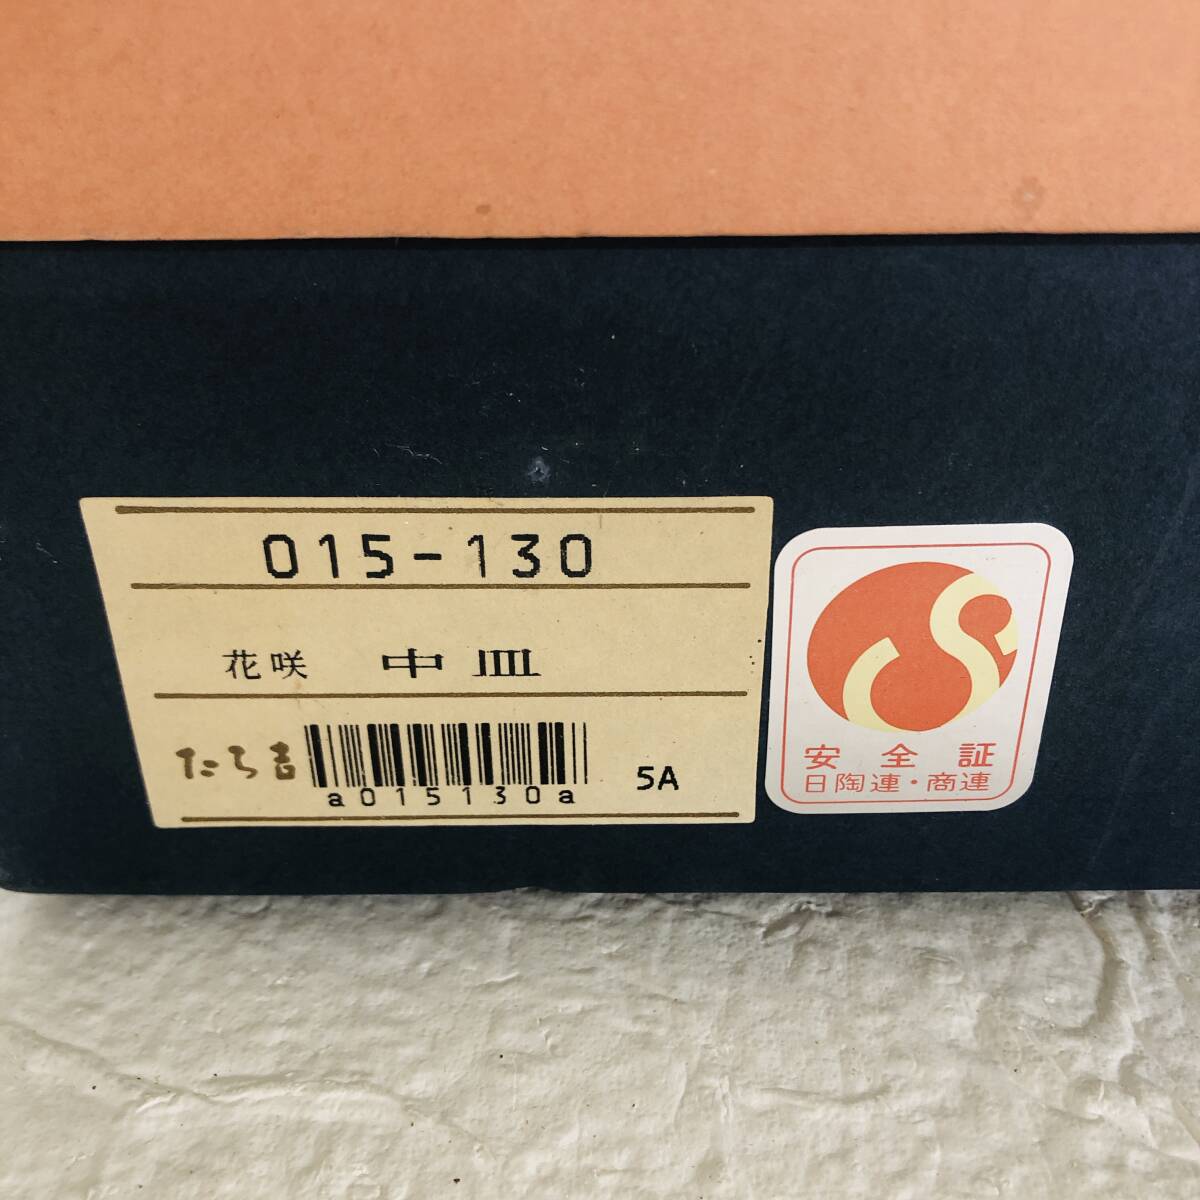 015-130
花咲 中皿
たち吉
a015130a
5A
安全証
日陶連・商連